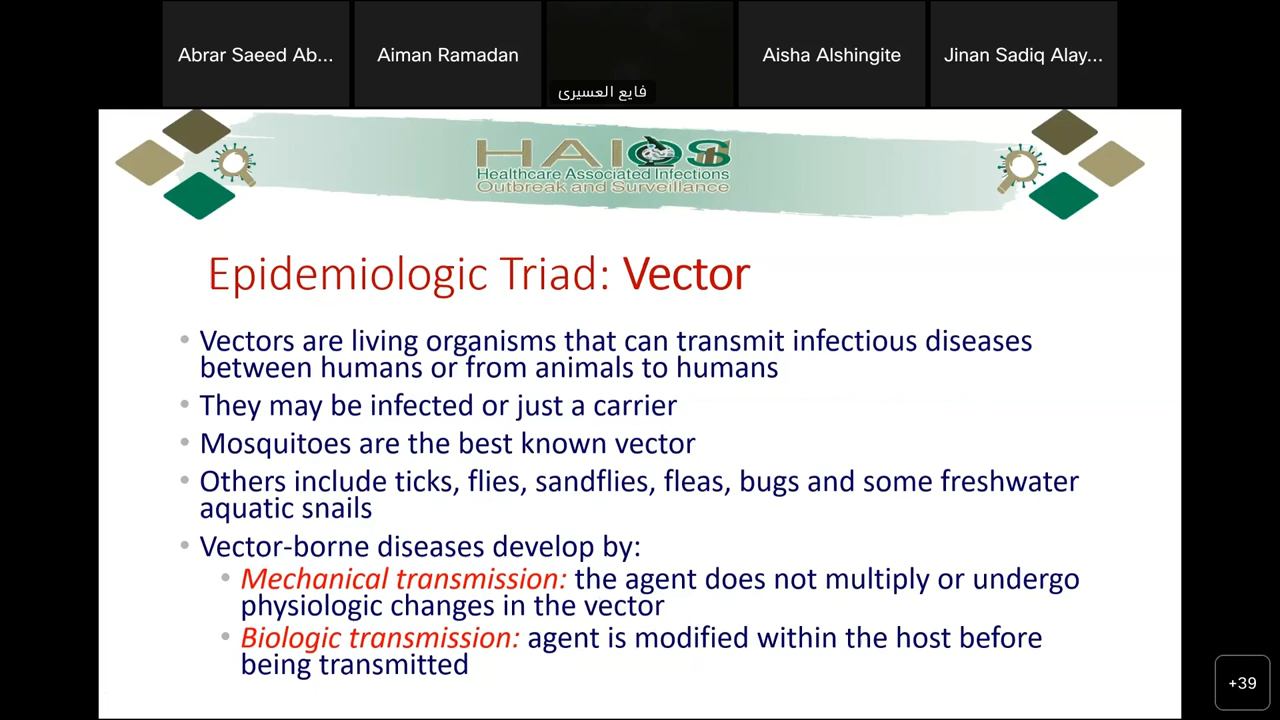 Abrar Saeed Ab...
Aiman Ramadan
فايع العسيري
Aisha Alshingite
Jinan Sadiq Alay...
HAIOS
Healthcare Associated Infections
Outbreak and Surveillance
Epidemiologic Triad: Vector
• Vectors are living organisms that can transmit infectious diseases
between humans or from animals to humans
• They may be infected or just a carrier
• Mosquitoes are the best known vector
• Others include ticks, flies, sandflies, fleas, bugs and some freshwater
aquatic snails
• Vector-borne diseases develop by:
• Mechanical transmission: the agent does not multiply or undergo
physiologic changes in the vector
• Biologic transmission: agent is modified within the host before
being transmitted
+39